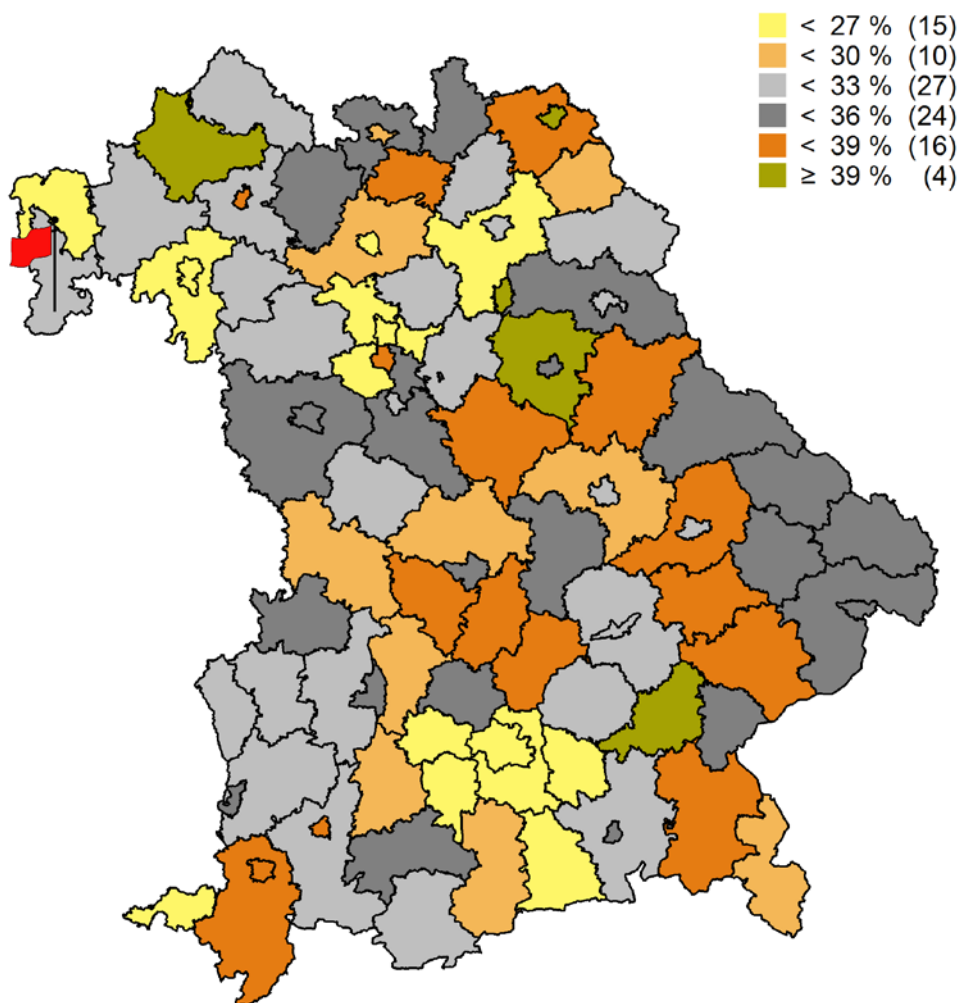 < 27 % (15)
< 30 % (10)
< 33 % (27)
< 36 % (24)
< 39 % (16)
≥ 39 % (4)